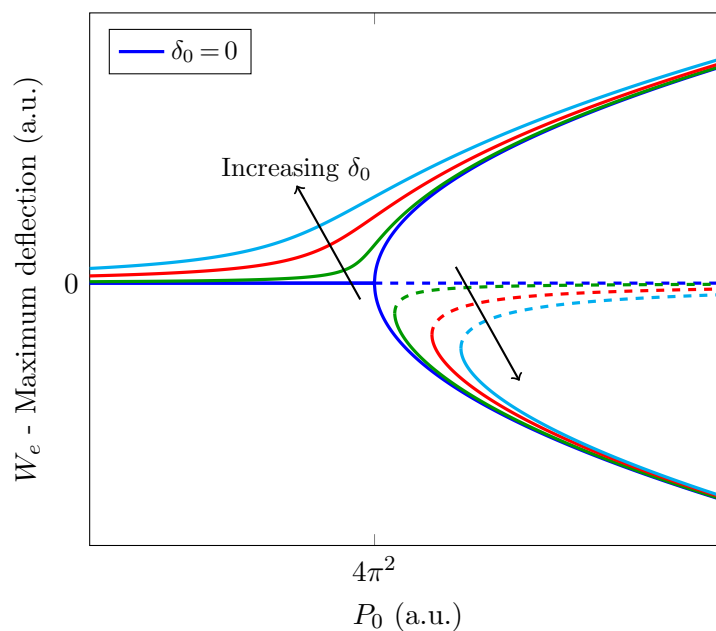 δ₀ = 0
Increasing δ₀
0
4π²
P₀ (a.u.)
Wₑ - Maximum deflection (a.u.)